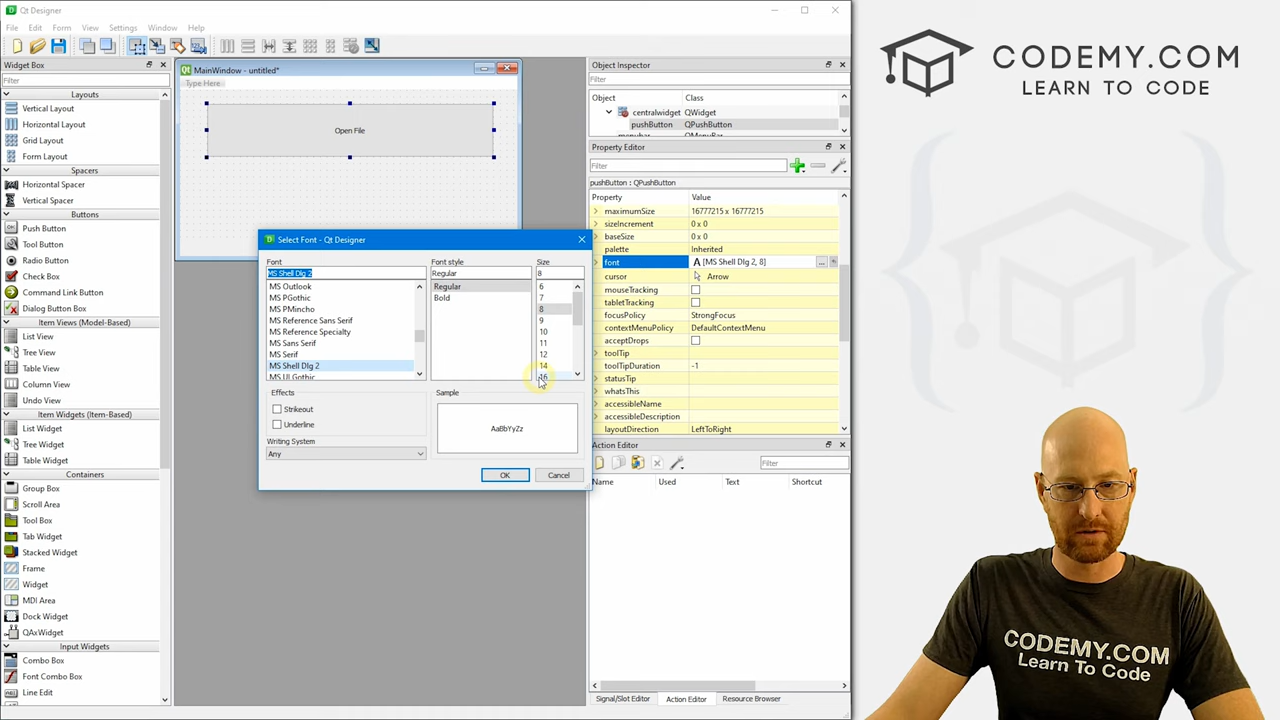 Qt Designer
File Edit Form View Settings Window Help
Widget Box
Filter
Layouts
Vertical Layout
Horizontal Layout
Grid Layout
Form Layout
Spacers
Horizontal Spacer
Vertical Spacer
Buttons
Push Button
Tool Button
Radio Button
Check Box
Command Link Button
Dialog Button Box
Item Views (Model-Based)
List View
Tree View
Table View
Column View
Undo View
Item Widgets (Item-Based)
List Widget
Tree Widget
Table Widget
Containers
Group Box
Scroll Area
Tool Box
Tab Widget
Stacked Widget
Frame
Widget
MDI Area
Dock Widget
QAxWidget
Input Widgets
Combo Box
Font Combo Box
Line Edit
MainWindow - untitled*
Type Here
Open File
Select Font - Qt Designer
Font
MS Shell Dlg 2
MS Outlook
MS PGothic
MS PMincho
MS Reference Sans Serif
MS Reference Specialty
MS Sans Serif
MS Serif
MS Shell Dlg 2
MS UI Gothic
Font style
Regular
Regular
Bold
Size
8
6
7
8
9
10
11
12
14
16
Effects
Strikeout
Underline
Writing System
Any
Sample
AaBbYyZz
OK Cancel
Object Inspector
Filter
Object Class
centralwidget QWidget
pushButton QPushButton
menubar QMenuBar
Property Editor
Filter
pushButton : QPushButton
Property Value
maximumSize 16777215 x 16777215
sizeIncrement 0 x 0
baseSize 0 x 0
palette Inherited
font A [MS Shell Dlg 2, 8] ...
cursor Arrow
mouseTracking
tabletTracking
focusPolicy StrongFocus
contextMenuPolicy DefaultContextMenu
acceptDrops
toolTip
toolTipDuration -1
statusTip
whatsThis
accessibleName
accessibleDescription
layoutDirection LeftToRight
Action Editor
Filter
Name Used Text Shortcut
Signal/Slot Editor Action Editor Resource Browser
CODEMY.COM
LEARN TO CODE
CODEMY.COM
Learn To Code